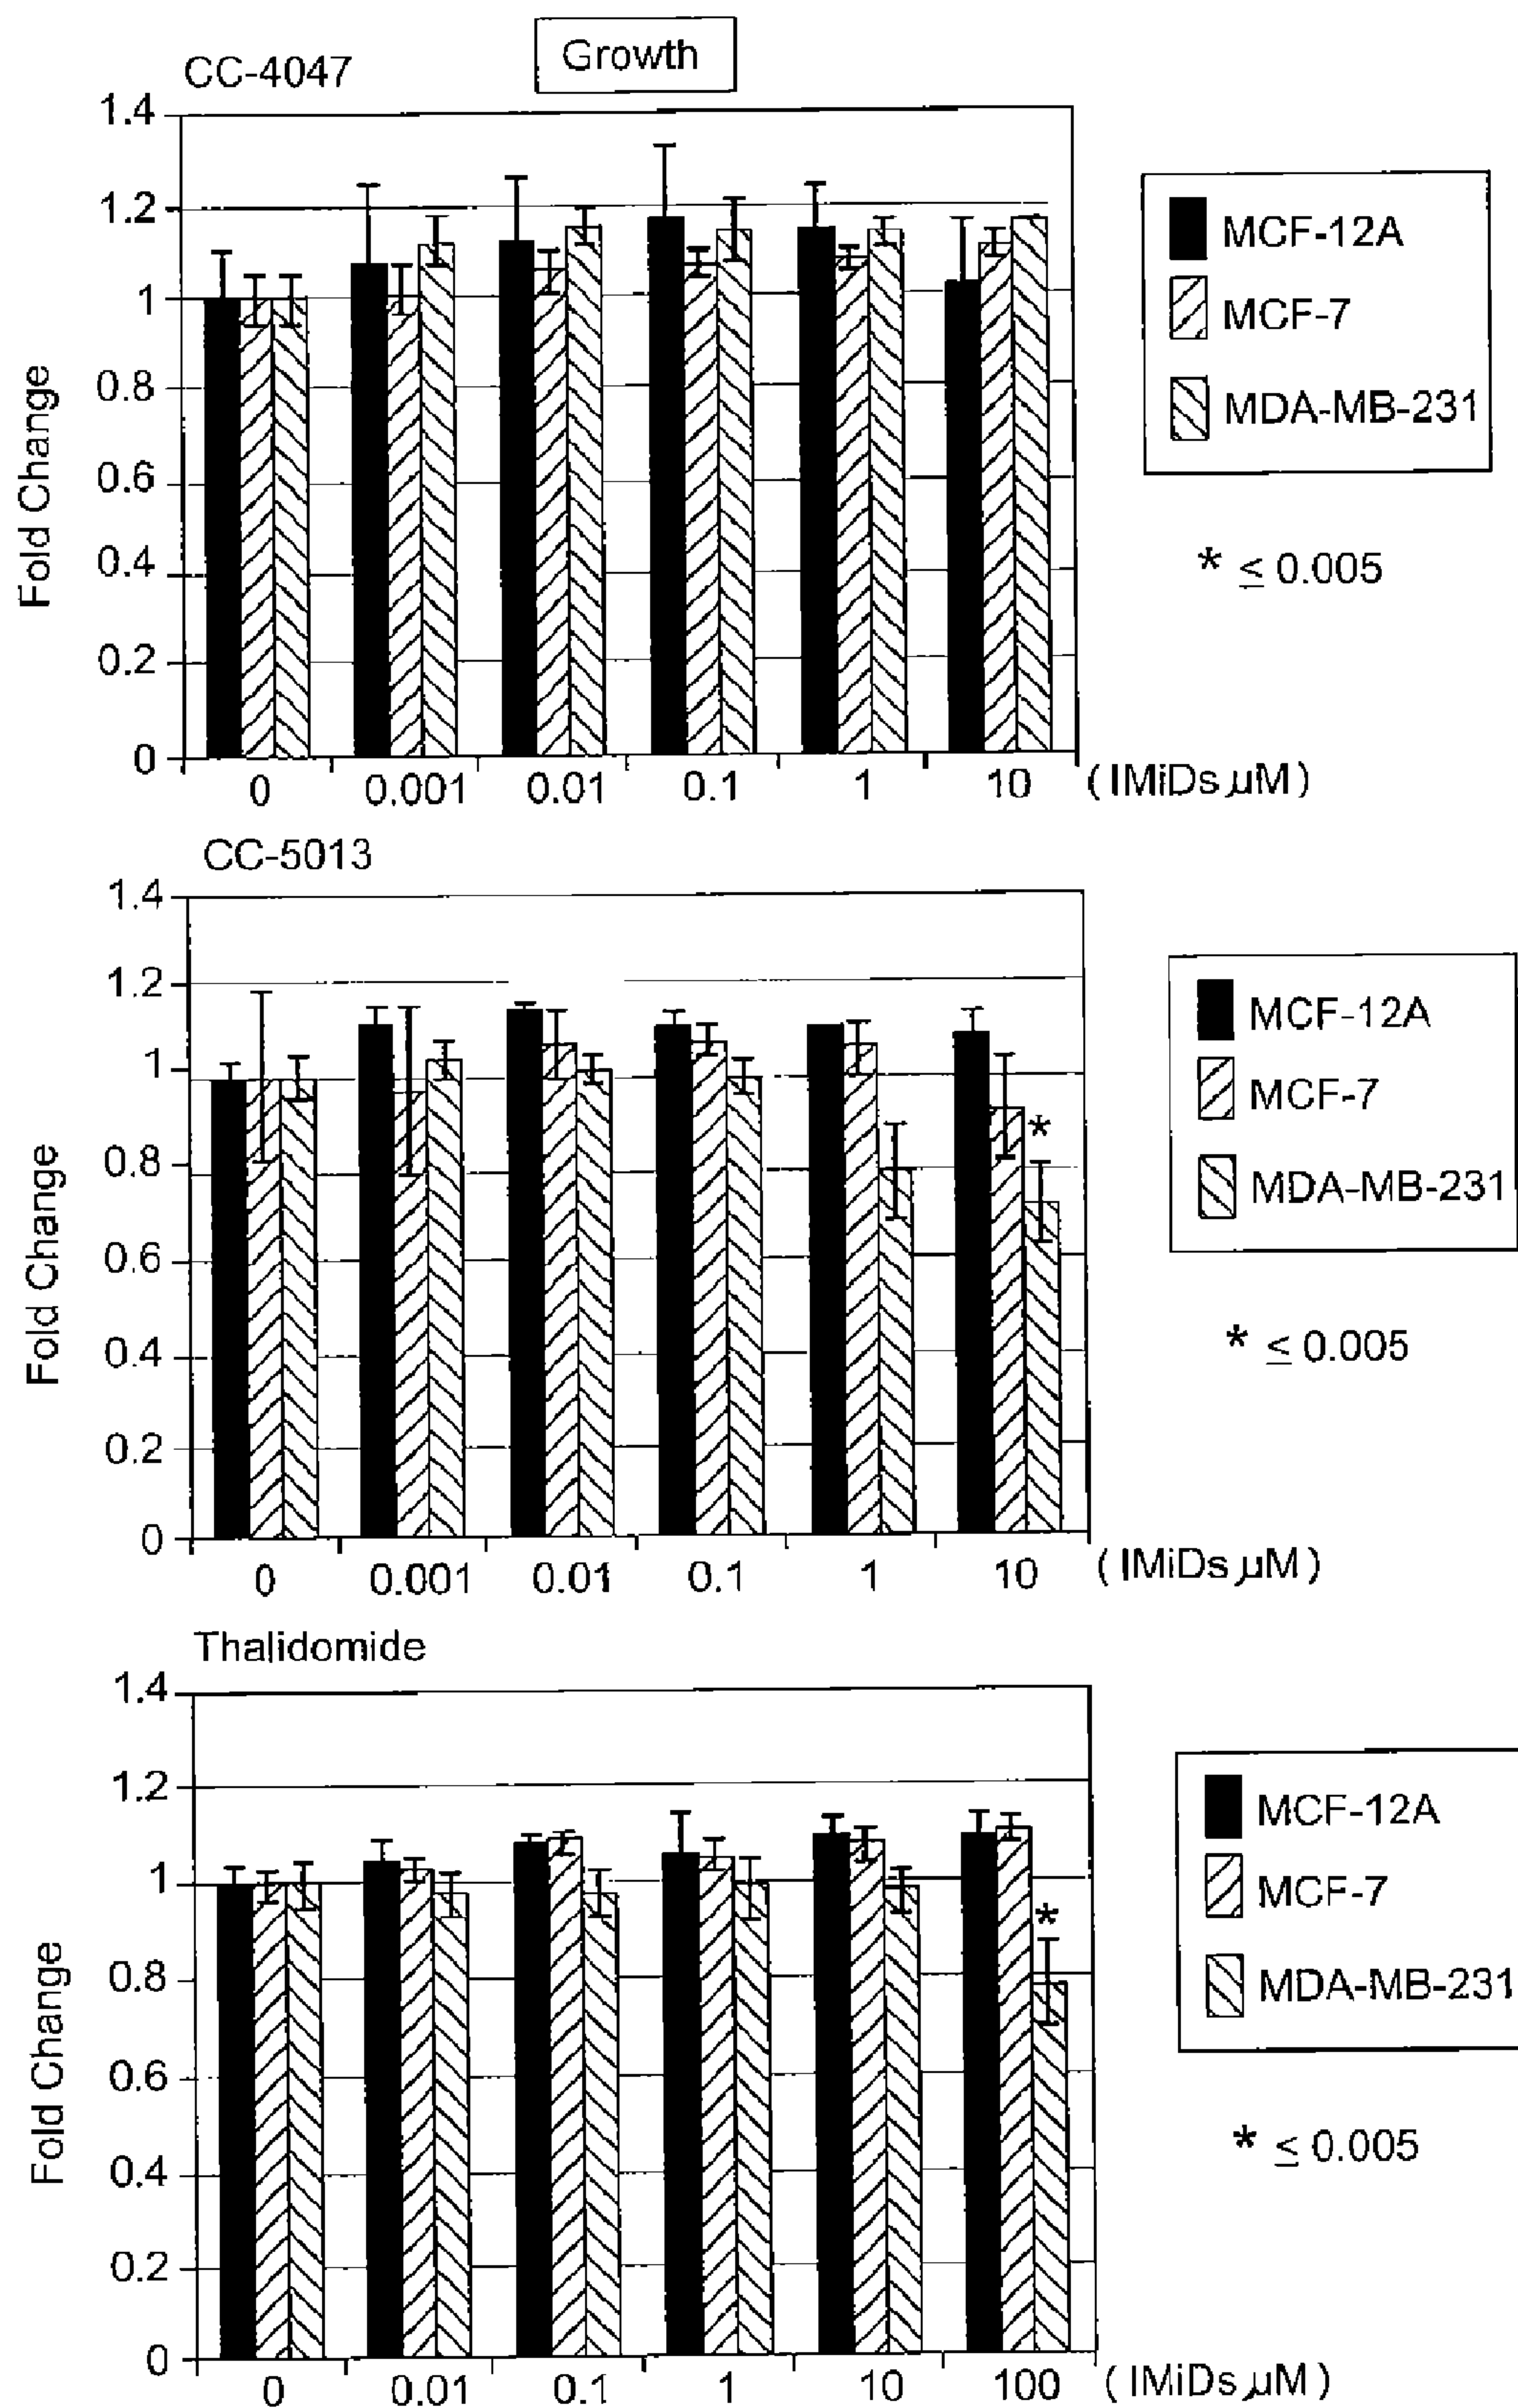 Growth
CC-4047
1.4
1.2
1
0.8
0.6
0.4
0.2
0
Fold Change
0 0.001 0.01 0.1 1 10 (IMiDs μM)
MCF-12A
MCF-7
MDA-MB-231
* ≤ 0.005
CC-5013
1.4
1.2
1
0.8
0.6
0.4
0.2
0
Fold Change
*
0 0.001 0.01 0.1 1 10 (IMiDs μM)
MCF-12A
MCF-7
MDA-MB-231
* ≤ 0.005
Thalidomide
1.4
1.2
1
0.8
0.6
0.4
0.2
0
Fold Change
*
0 0.01 0.1 1 10 100 (IMiDs μM)
MCF-12A
MCF-7
MDA-MB-231
* ≤ 0.005